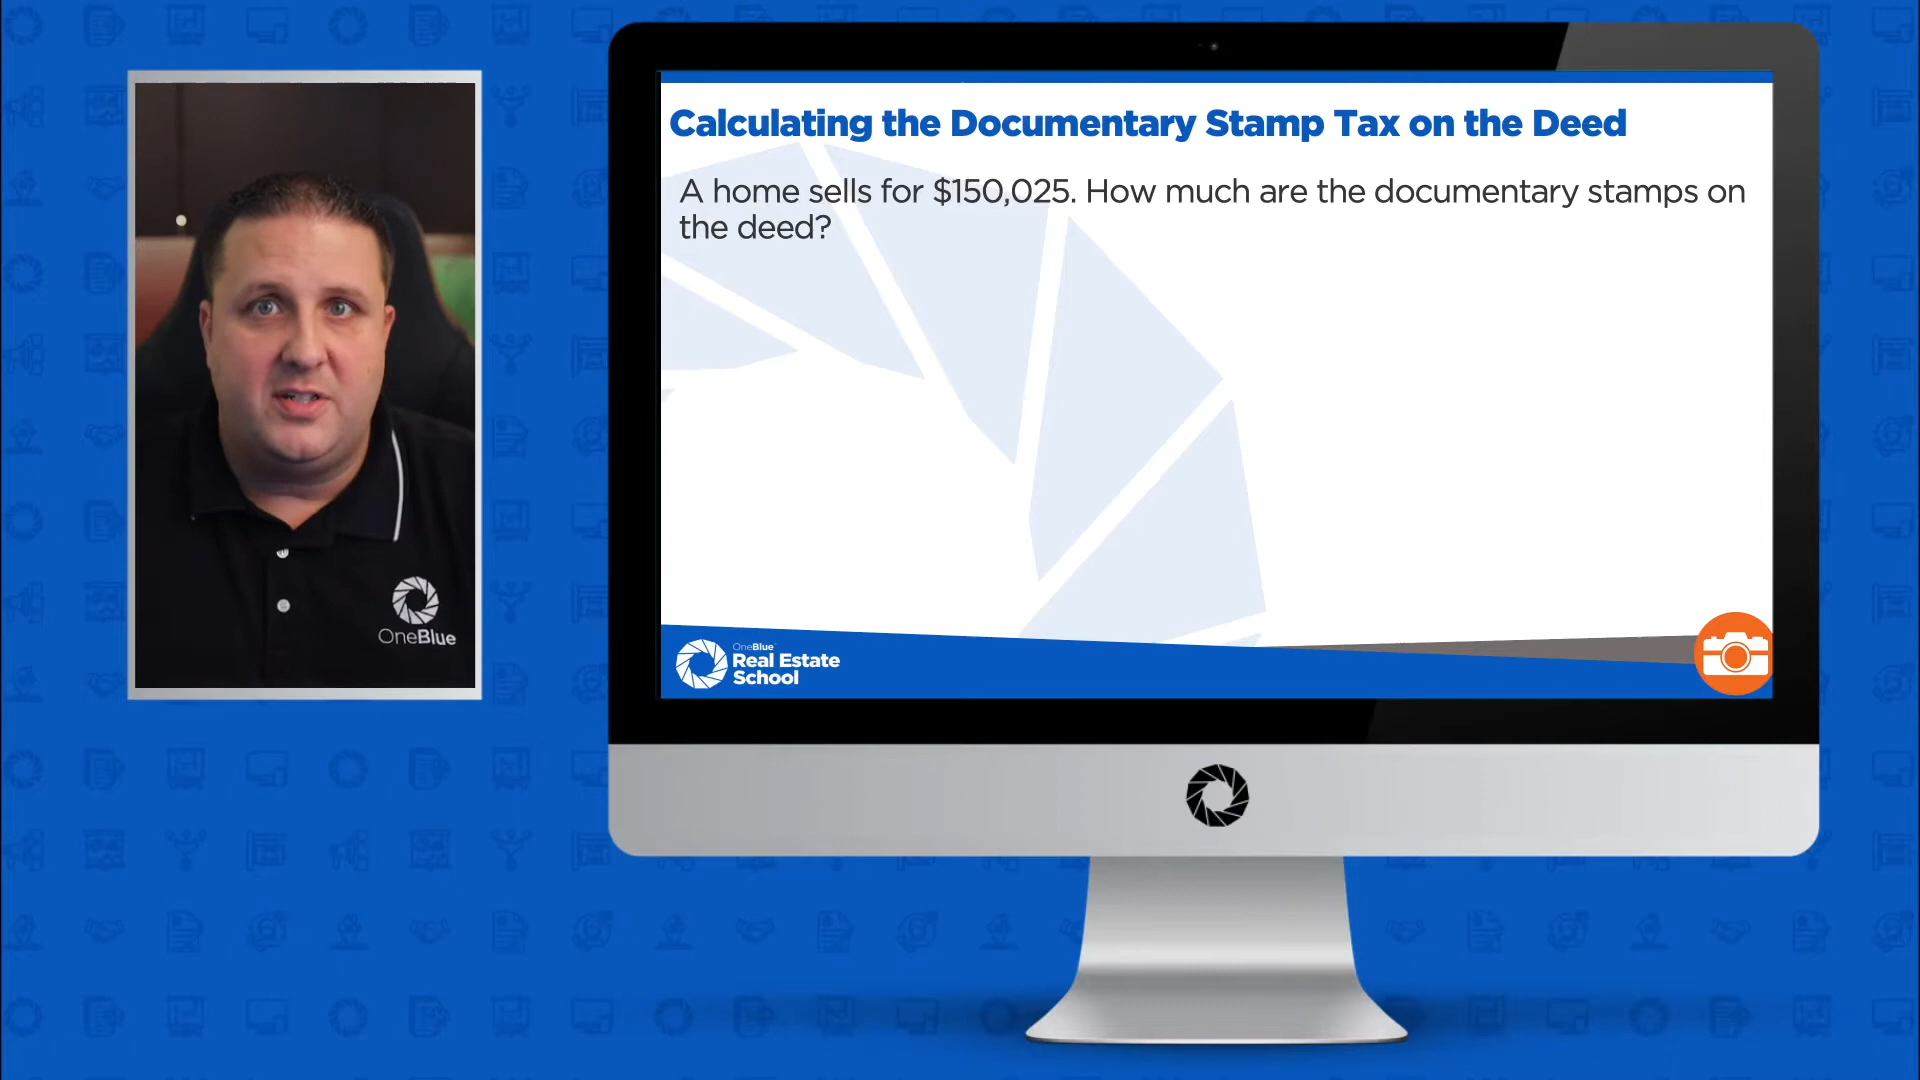 Calculating the Documentary Stamp Tax on the Deed
A home sells for $150,025. How much are the documentary stamps on
the deed?
OneBlue
OneBlue
Real Estate
School